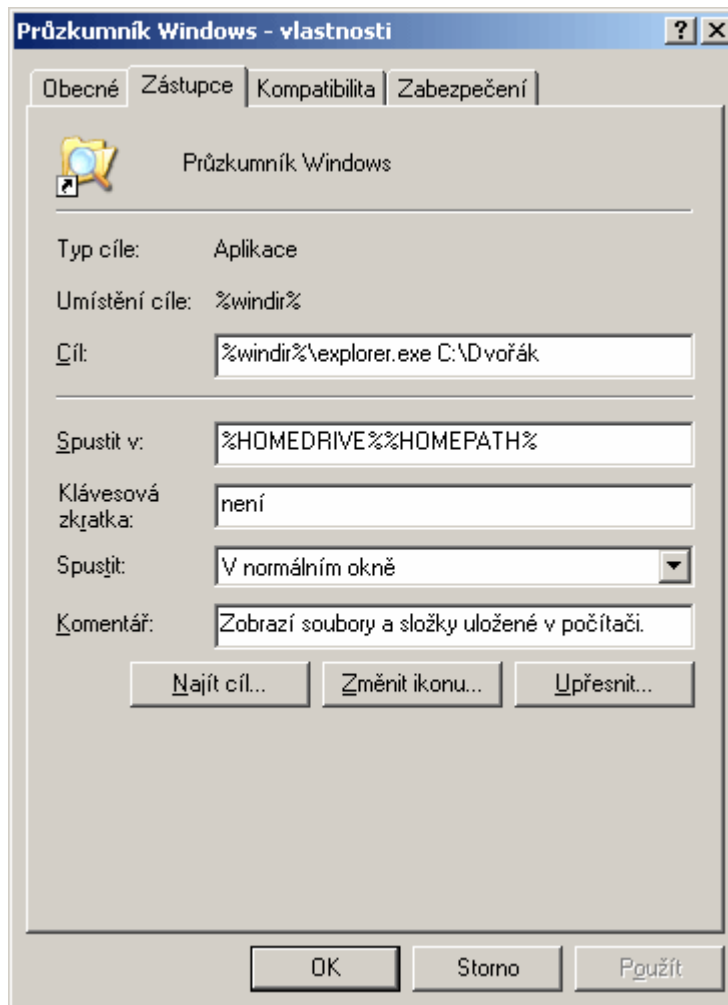 Průzkumník Windows - vlastnosti
Obecné Zástupce Kompatibilita Zabezpečení
Průzkumník Windows
Typ cíle: Aplikace
Umístění cíle: %windir%
Cíl: %windir%\explorer.exe C:\Dvořák
Spustit v: %HOMEDRIVE%%HOMEPATH%
Klávesová
zkratka: není
Spustit: V normálním okně
Komentář: Zobrazí soubory a složky uložené v počítači.
Najít cíl... Změnit ikonu... Upřesnit...
OK Storno Použít